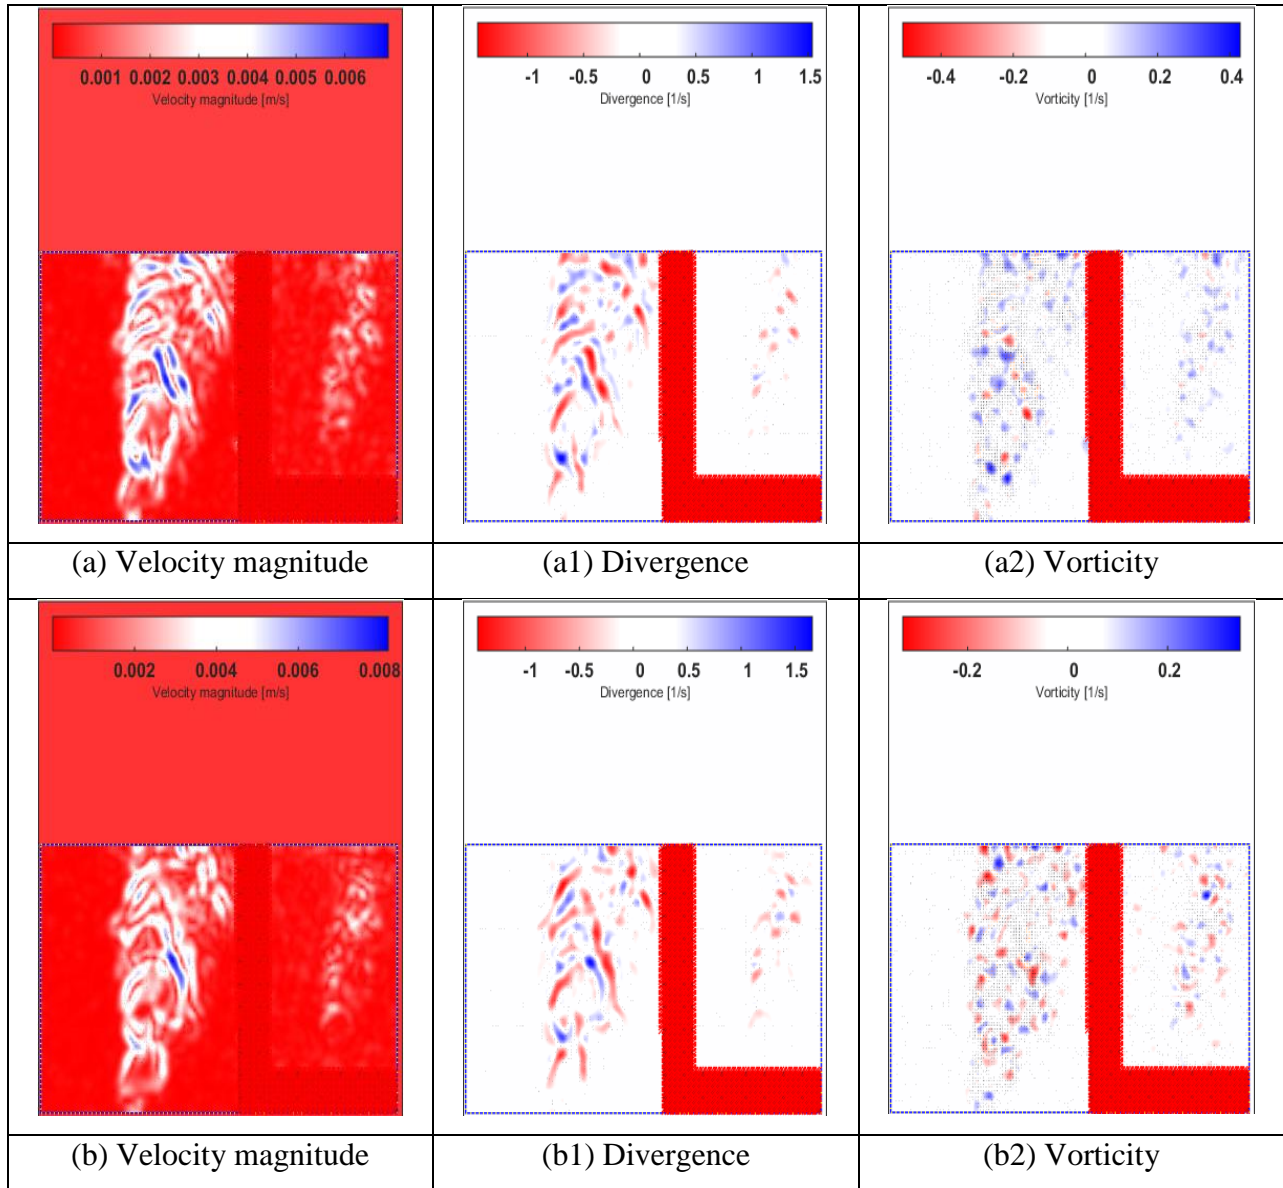 0.001 0.002 0.003 0.004 0.005 0.006
Velocity magnitude [m/s]
-1 -0.5 0 0.5 1 1.5
Divergence [1/s]
-0.4 -0.2 0 0.2 0.4
Vorticity [1/s]
(a) Velocity magnitude
(a1) Divergence
(a2) Vorticity
0.002 0.004 0.006 0.008
Velocity magnitude [m/s]
-1 -0.5 0 0.5 1 1.5
Divergence [1/s]
-0.2 0 0.2
Vorticity [1/s]
(b) Velocity magnitude
(b1) Divergence
(b2) Vorticity